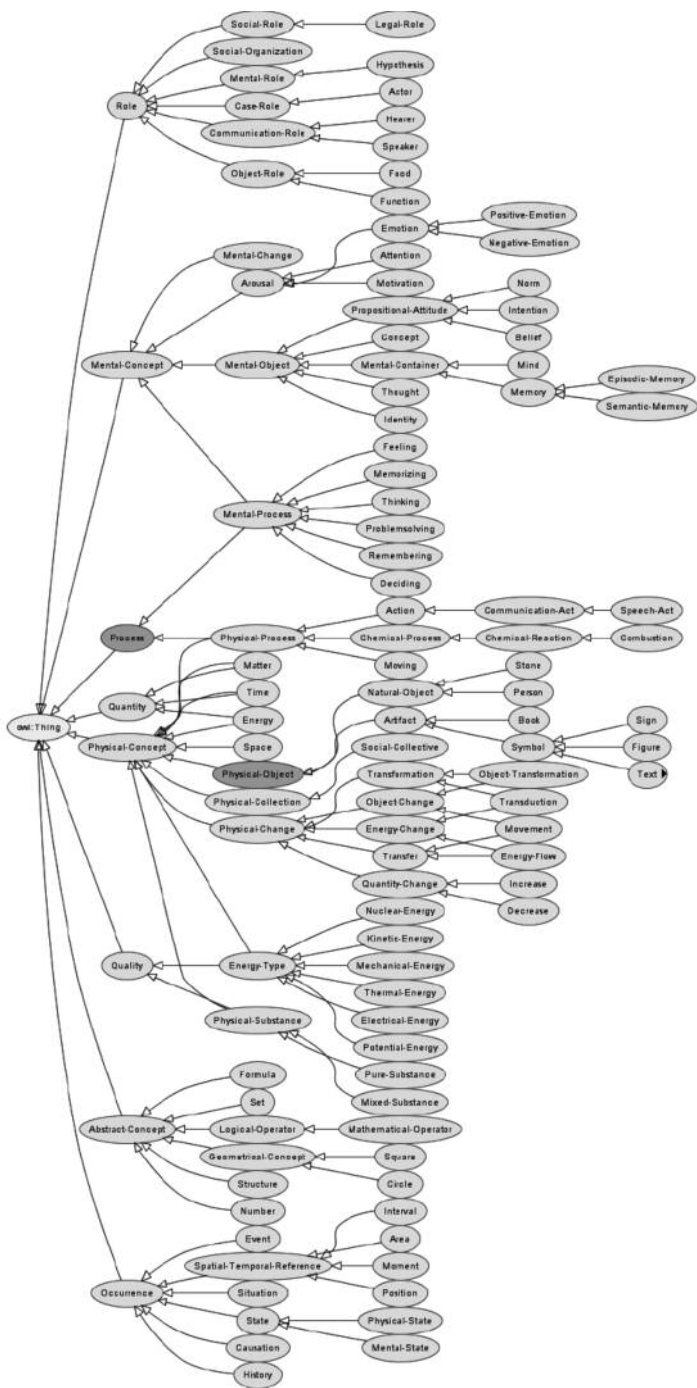 Social-Role
Legal-Role
Social-Organization
Mental-Role
Hypothesis
Role
Case-Role
Actor
Communication-Role
Hearer
Speaker
Object-Role
Food
Function
Emotion
Positive-Emotion
Negative-Emotion
Mental-Change
Arousal
Attention
Motivation
Propositional-Attitude
Norm
Intention
Belief
Concept
Mental-Concept
Mental-Object
Mental-Container
Mind
Memory
Episodic-Memory
Semantic-Memory
Thought
Identity
Feeling
Memorizing
Mental-Process
Thinking
Problemsolving
Remembering
Deciding
Action
Communication-Act
Speech-Act
Process
Physical-Process
Chemical-Process
Chemical-Reaction
Combustion
Matter
Moving
Stone
Time
Natural-Object
Person
Quantity
Energy
Artifact
Book
Sign
owl:Thing
Physical-Concept
Space
Social-Collective
Symbol
Figure
Physical-Object
Transformation
Object-Transformation
Text
Physical-Collection
Object-Change
Transduction
Physical-Change
Energy-Change
Movement
Transfer
Energy-Flow
Quantity-Change
Increase
Decrease
Nuclear-Energy
Kinetic-Energy
Quality
Energy-Type
Mechanical-Energy
Thermal-Energy
Physical-Substance
Electrical-Energy
Potential-Energy
Pure-Substance
Mixed-Substance
Formula
Set
Abstract-Concept
Logical-Operator
Mathematical-Operator
Geometrical-Concept
Square
Structure
Circle
Number
Interval
Event
Area
Spatial-Temporal-Reference
Moment
Occurrence
Situation
Position
State
Physical-State
Causation
Mental-State
History